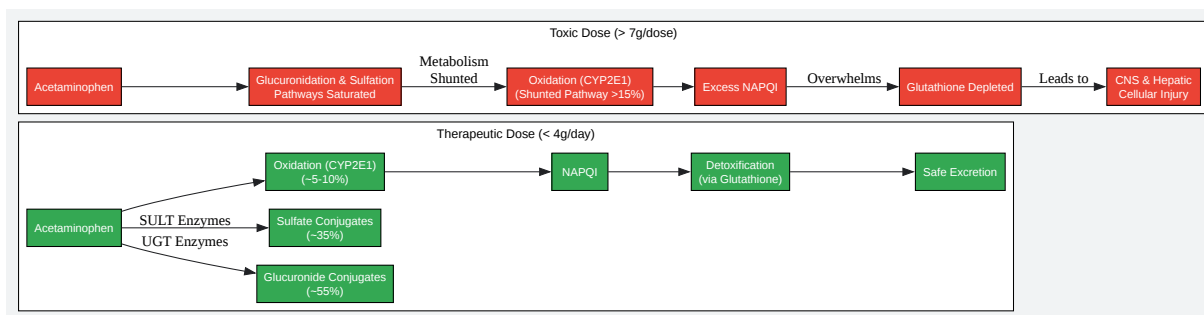 Toxic Dose (> 7g/dose)
Acetaminophen
Glucuronidation & Sulfation
Pathways Saturated
Metabolism
Shunted
Oxidation (CYP2E1)
(Shunted Pathway >15%)
Excess NAPQI
Overwhelms
Glutathione Depleted
Leads to
CNS & Hepatic
Cellular Injury
Therapeutic Dose (< 4g/day)
Acetaminophen
Oxidation (CYP2E1)
(~5-10%)
NAPQI
Detoxification
(via Glutathione)
Safe Excretion
SULT Enzymes
Sulfate Conjugates
(~35%)
UGT Enzymes
Glucuronide Conjugates
(~55%)